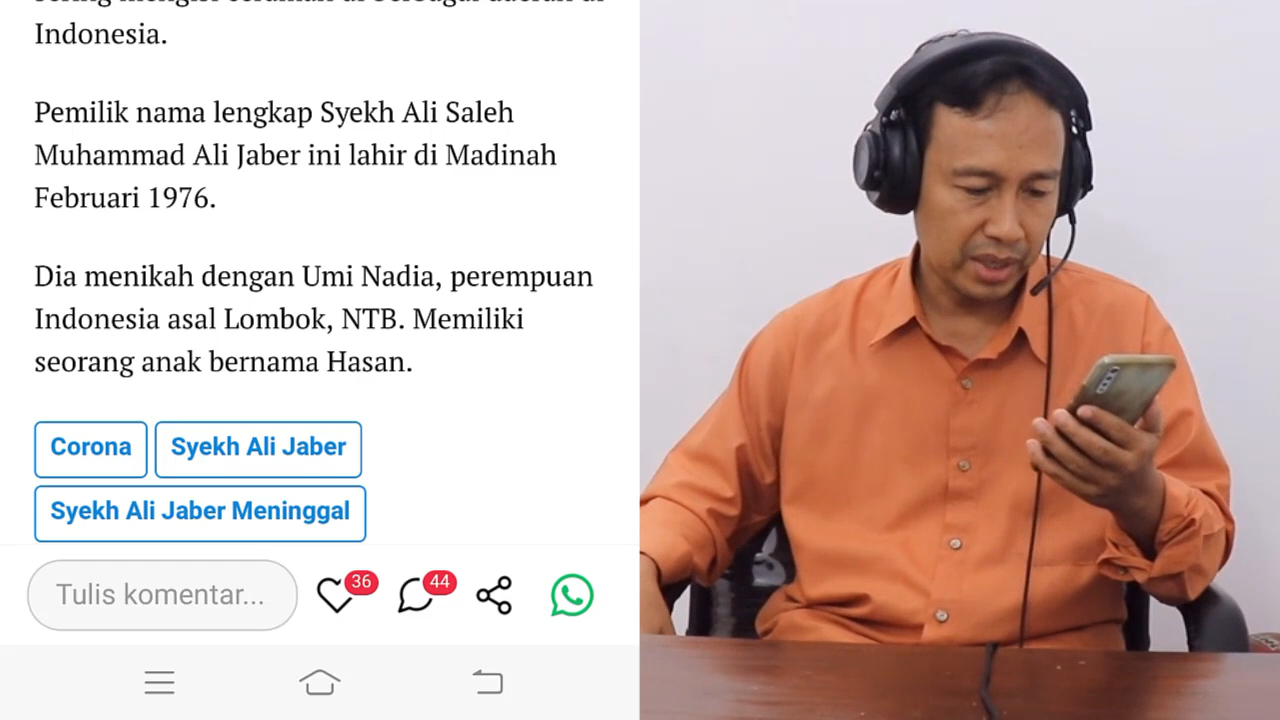 Indonesia.
Pemilik nama lengkap Syekh Ali Saleh
Muhammad Ali Jaber ini lahir di Madinah
Februari 1976.
Dia menikah dengan Umi Nadia, perempuan
Indonesia asal Lombok, NTB. Memiliki
seorang anak bernama Hasan.
Corona
Syekh Ali Jaber
Syekh Ali Jaber Meninggal
Tulis komentar...
36
44